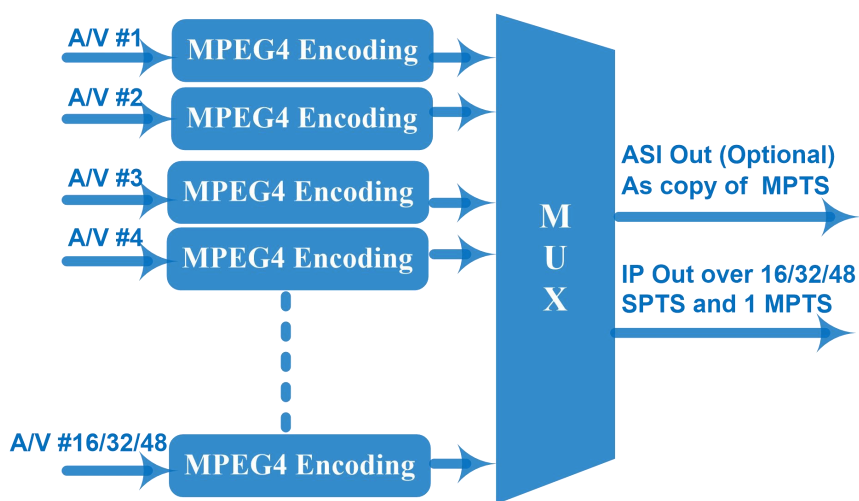 A/V #1
MPEG4 Encoding
A/V #2
MPEG4 Encoding
A/V #3
MPEG4 Encoding
A/V #4
MPEG4 Encoding
A/V #16/32/48
MPEG4 Encoding
M
U
X
ASI Out (Optional)
As copy of MPTS
IP Out over 16/32/48
SPTS and 1 MPTS